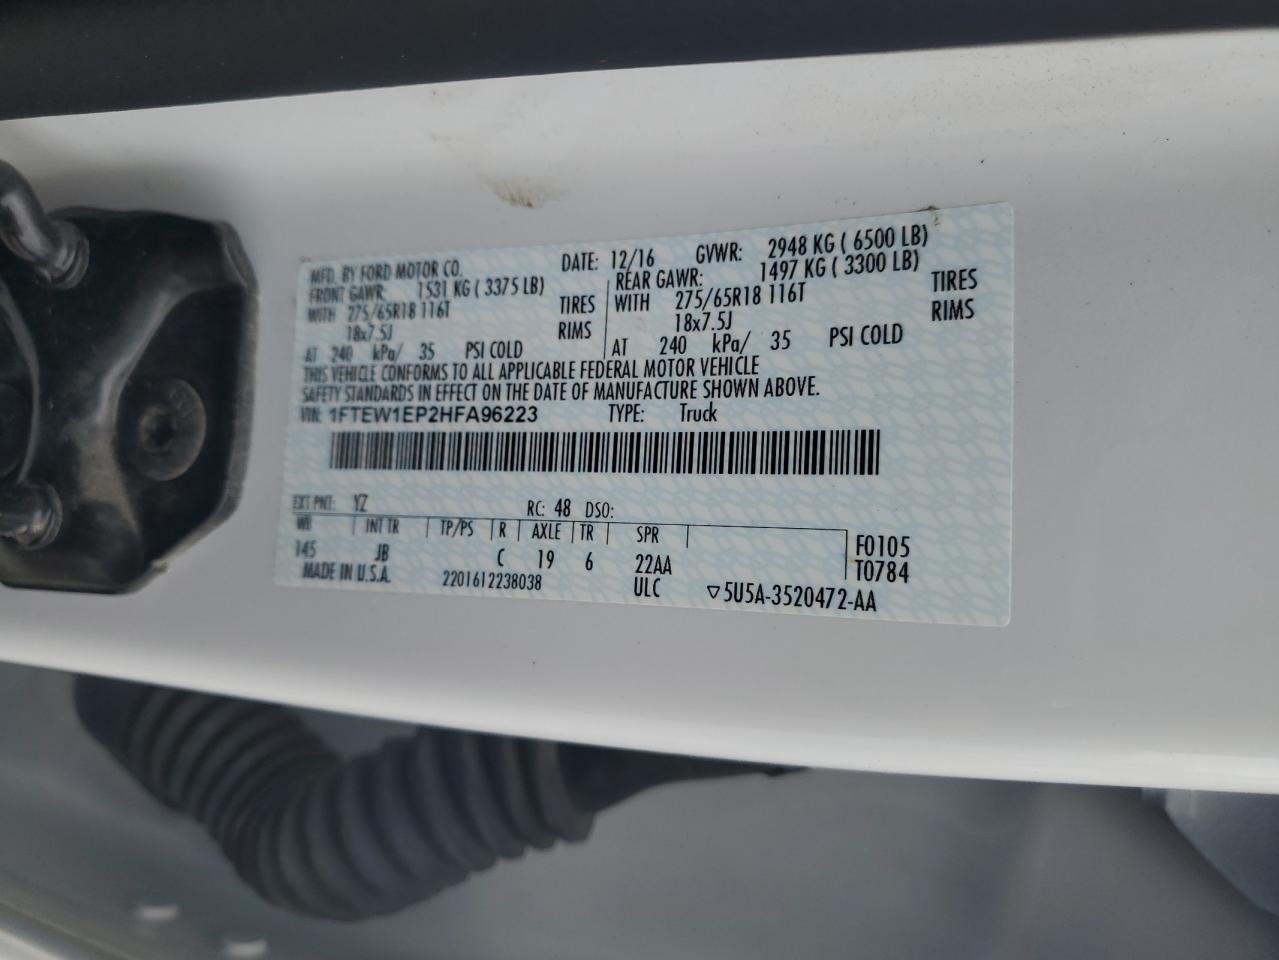 MFD. BY FORD MOTOR CO. DATE: 12/16 GVWR: 2948 KG ( 6500 LB)
FRONT GAWR: 1531 KG ( 3375 LB) REAR GAWR: 1497 KG ( 3300 LB)
WITH 275/65R18 116T TIRES WITH 275/65R18 116T TIRES
18x7.5J RIMS 18x7.5J RIMS
AT 240 kPa/ 35 PSI COLD AT 240 kPa/ 35 PSI COLD
THIS VEHICLE CONFORMS TO ALL APPLICABLE FEDERAL MOTOR VEHICLE
SAFETY STANDARDS IN EFFECT ON THE DATE OF MANUFACTURE SHOWN ABOVE.
VIN: 1FTEW1EP2HFA96223 TYPE: Truck
EXT PNT: YZ RC: 48 DSO:
WB INT TR TP/PS R AXLE TR SPR F0105
145 JB C 19 6 22AA T0784
MADE IN U.S.A. 2201612238038 ULC ▽5U5A-3520472-AA